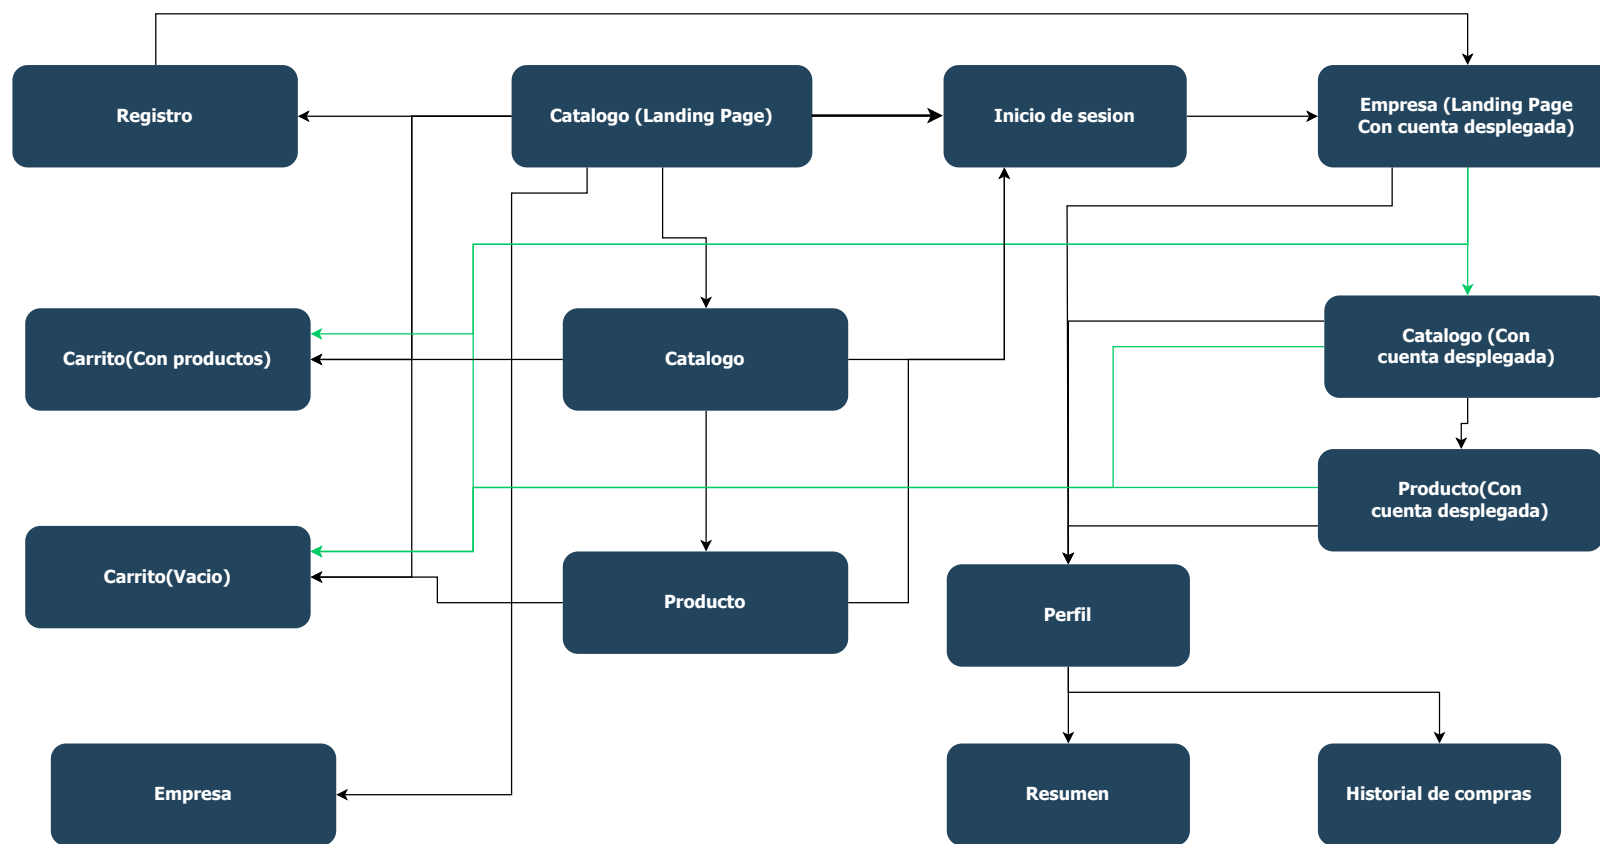 Registro
Catalogo (Landing Page)
Inicio de sesion
Empresa (Landing Page
Con cuenta desplegada)
Carrito(Con productos)
Catalogo
Catalogo (Con
cuenta desplegada)
Producto(Con
cuenta desplegada)
Carrito(Vacio)
Producto
Perfil
Empresa
Resumen
Historial de compras